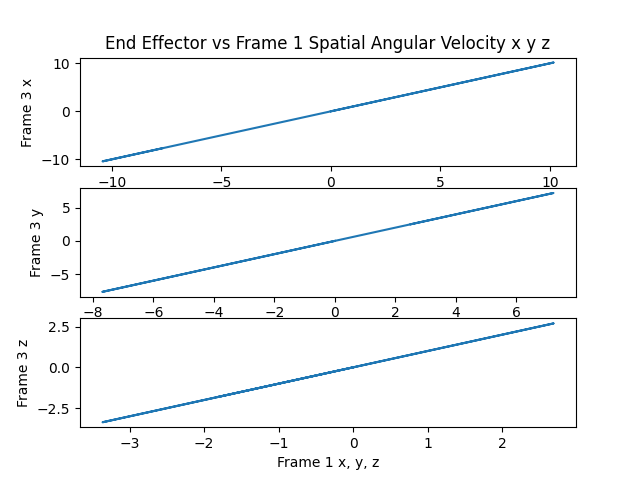 End Effector vs Frame 1 Spatial Angular Velocity x y z
10
0
−10
Frame 3 x
−10 −5 0 5 10
5
0
−5
Frame 3 y
−8 −6 −4 −2 0 2 4 6
2.5
0.0
−2.5
Frame 3 z
−3 −2 −1 0 1 2
Frame 1 x, y, z